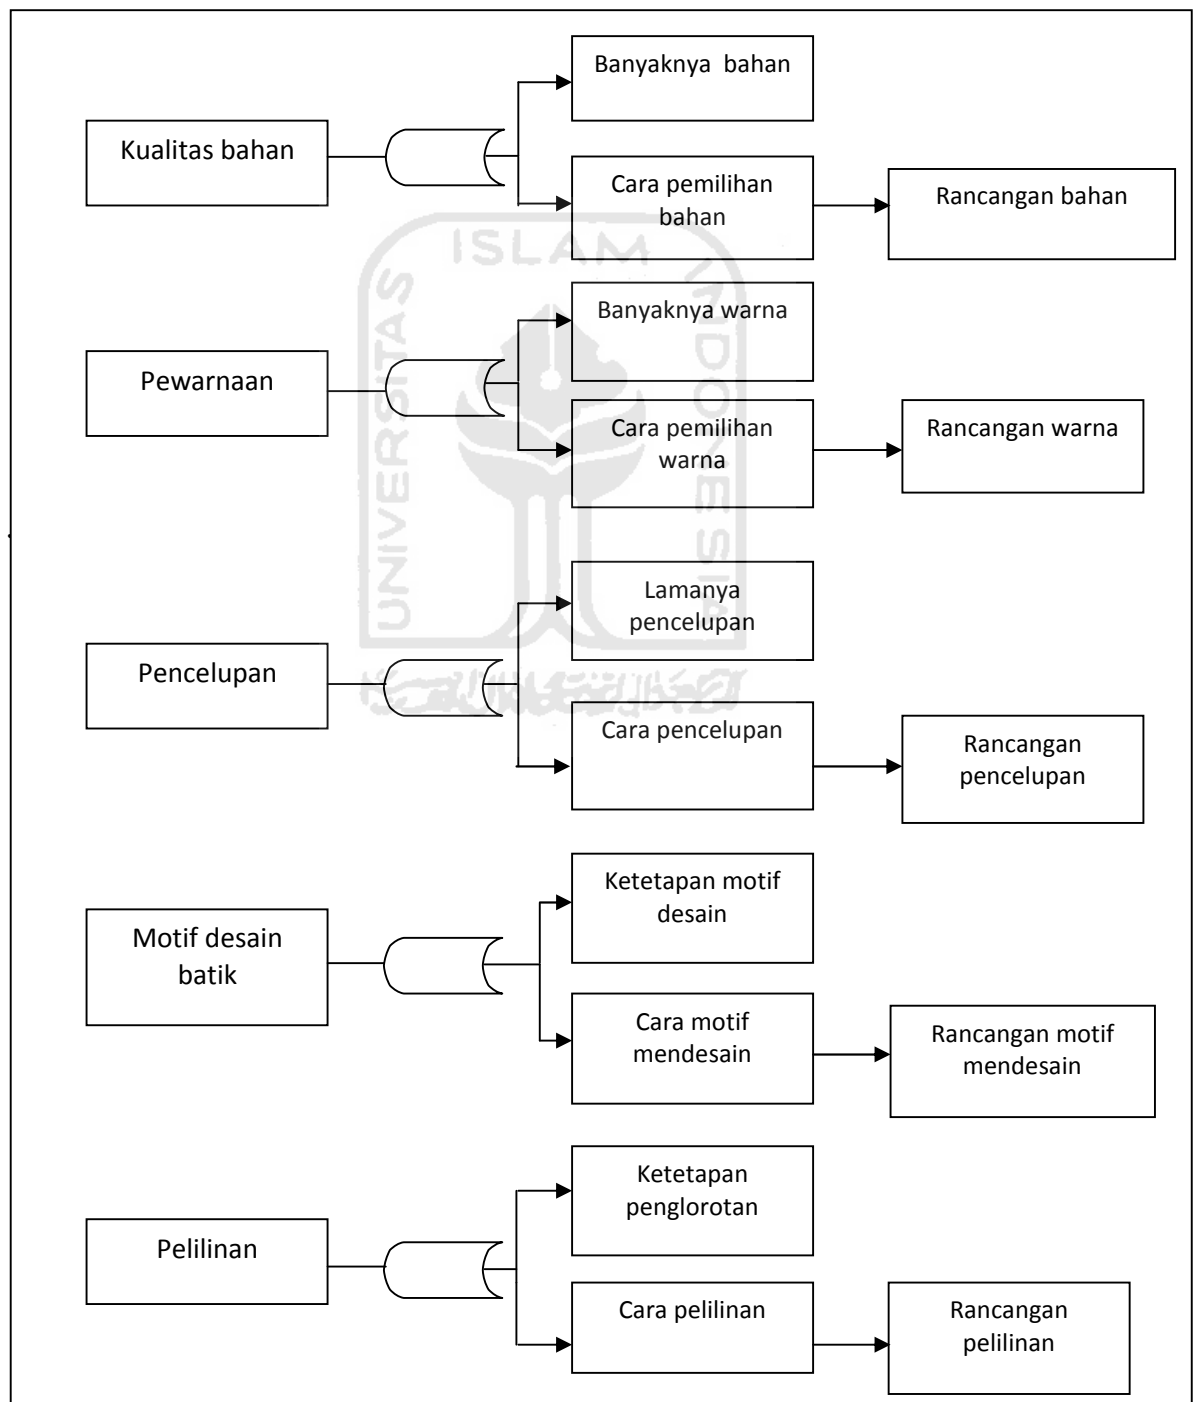 Banyaknya bahan
Kualitas bahan
Cara pemilihan
bahan
Rancangan bahan
UNIVERSITAS
ISLAM
INDONESIA
Banyaknya warna
Pewarnaan
Cara pemilihan
warna
Rancangan warna
Lamanya
pencelupan
Pencelupan
Cara pencelupan
Rancangan
pencelupan
Ketetapan motif
desain
Motif desain
batik
Cara motif
mendesain
Rancangan motif
mendesain
Ketetapan
penglorotan
Pelilinan
Cara pelilinan
Rancangan
pelilinan